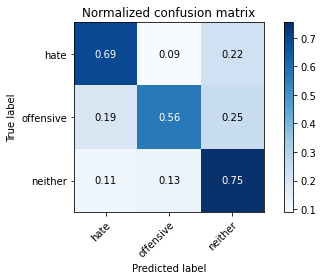 Normalized confusion matrix
True label
hate 0.69 0.09 0.22
offensive 0.19 0.56 0.25
neither 0.11 0.13 0.75
hate offensive neither
Predicted label
0.7
0.6
0.5
0.4
0.3
0.2
0.1